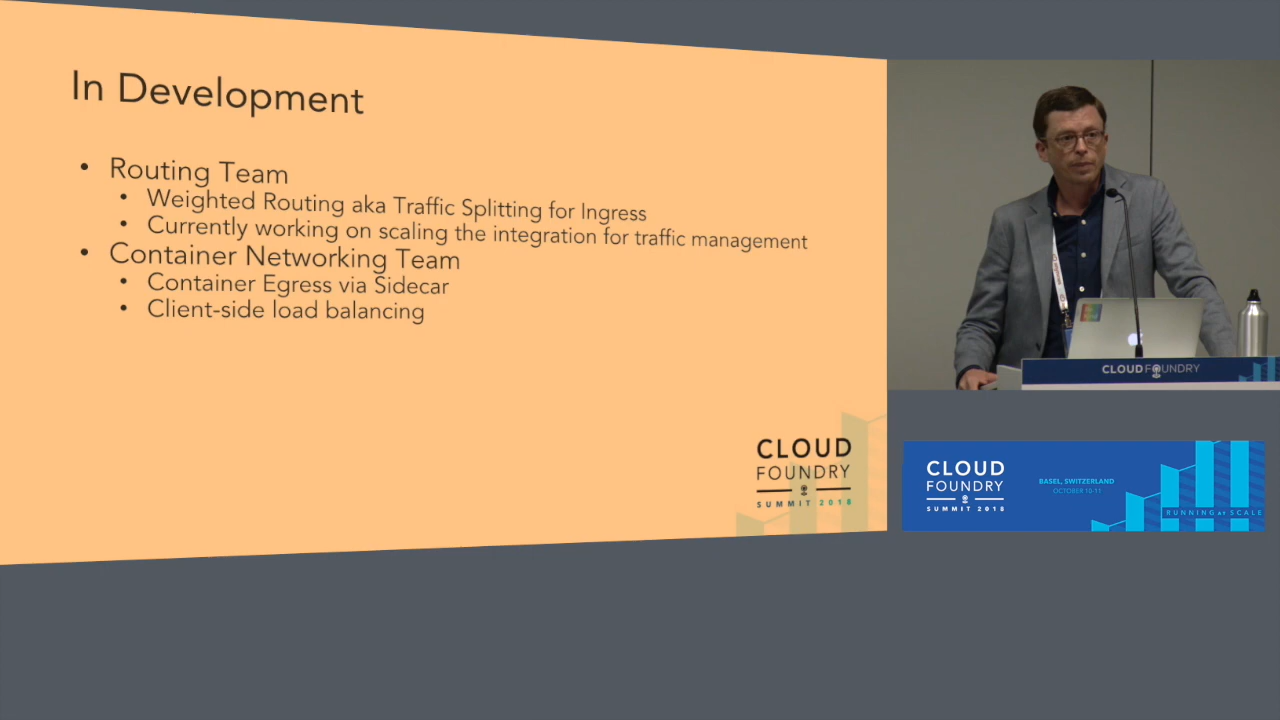 In Development
• Routing Team
• Weighted Routing aka Traffic Splitting for Ingress
• Currently working on scaling the integration for traffic management
• Container Networking Team
• Container Egress via Sidecar
• Client-side load balancing
CLOUD
FOUNDRY
SUMMIT 2018
CLOUD FOUNDRY
CLOUD
FOUNDRY
SUMMIT 2018
BASEL, SWITZERLAND
OCTOBER 10-11
RUNNING AT SCALE